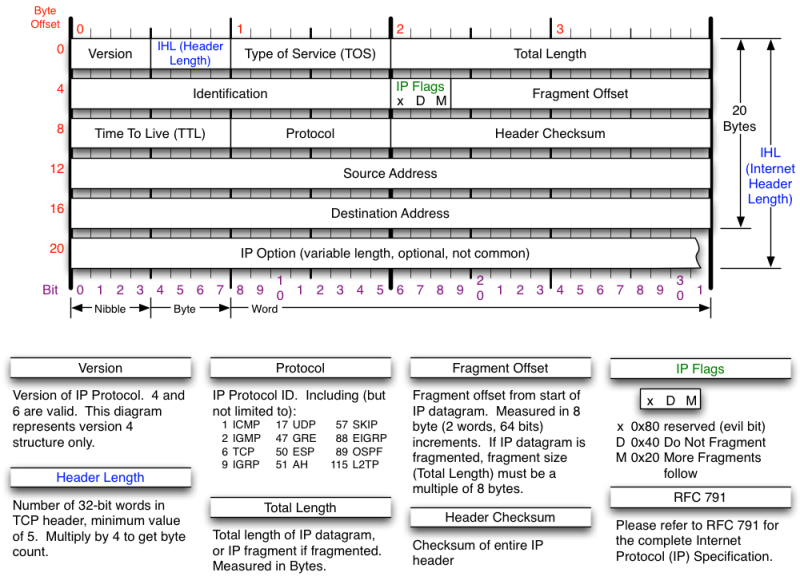 Byte
Offset
0 1 2 3
0 Version IHL (Header Length) Type of Service (TOS) Total Length
4 Identification IP Flags x D M Fragment Offset
8 Time To Live (TTL) Protocol Header Checksum
12 Source Address
16 Destination Address
20 IP Option (variable length, optional, not common)
20
Bytes
IHL
(Internet
Header
Length)
Bit 0 1 2 3 4 5 6 7 8 9 10 1 2 3 4 5 6 7 8 9 20 1 2 3 4 5 6 7 8 9 30 1
Nibble Byte Word
Version
Version of IP Protocol. 4 and
6 are valid. This diagram
represents version 4
structure only.
Header Length
Number of 32-bit words in
TCP header, minimum value
of 5. Multiply by 4 to get byte
count.
Protocol
IP Protocol ID. Including (but
not limited to):
1 ICMP 17 UDP 57 SKIP
2 IGMP 47 GRE 88 EIGRP
6 TCP 50 ESP 89 OSPF
9 IGRP 51 AH 115 L2TP
Total Length
Total length of IP datagram,
or IP fragment if fragmented.
Measured in Bytes.
Fragment Offset
Fragment offset from start of
IP datagram. Measured in 8
byte (2 words, 64 bits)
increments. If IP datagram is
fragmented, fragment size
(Total Length) must be a
multiple of 8 bytes.
Header Checksum
Checksum of entire IP
header
IP Flags
x D M
x 0x80 reserved (evil bit)
D 0x40 Do Not Fragment
M 0x20 More Fragments
follow
RFC 791
Please refer to RFC 791 for
the complete Internet
Protocol (IP) Specification.